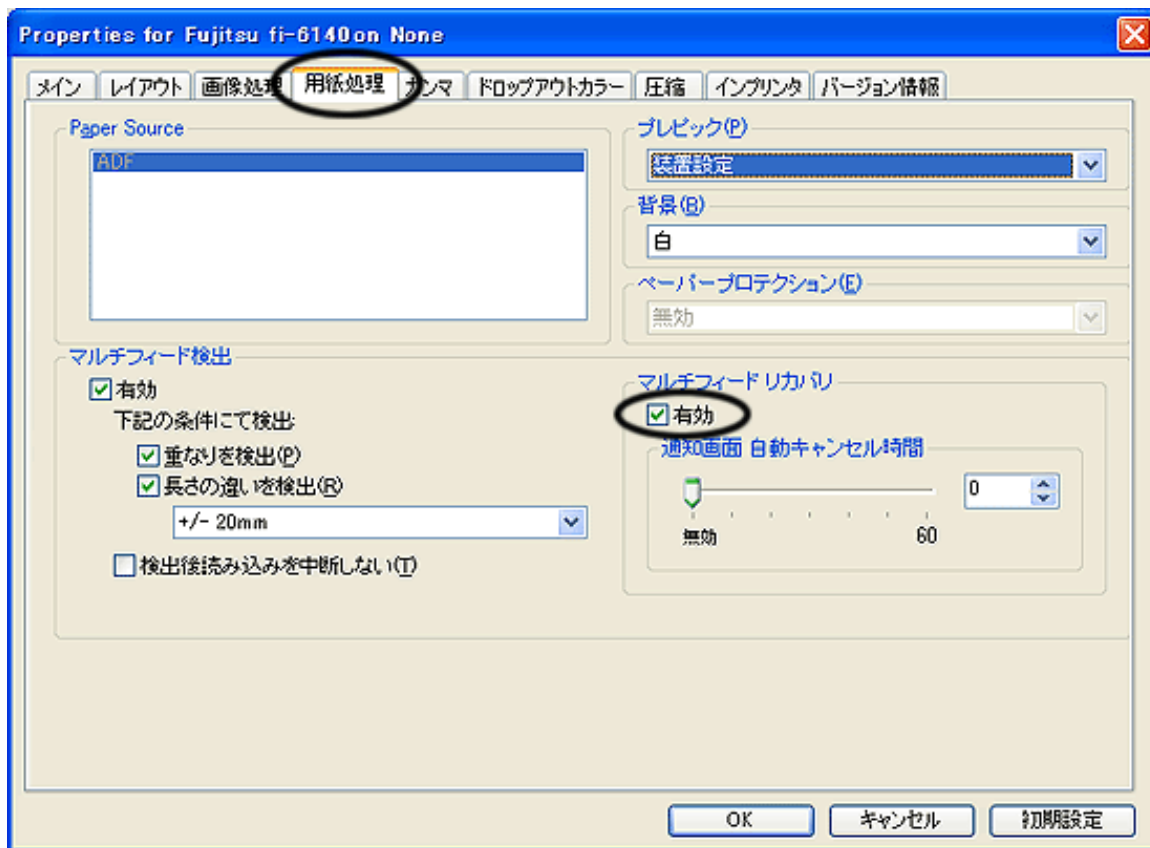 Properties for Fujitsu fi-6140 on None
メイン レイアウト 画像処理 用紙処理 ガンマ ドロップアウトカラー 圧縮 インプリンタ バージョン情報
Paper Source
ADF
プレピック(P)
装置設定
背景(B)
白
ペーパープロテクション(E)
無効
マルチフィード検出
有効
下記の条件にて検出:
重なりを検出(P)
長さの違いを検出(R)
+/- 20mm
検出後読み込みを中断しない(T)
マルチフィード リカバリ
有効
通知画面 自動キャンセル時間
0
無効 60
OK キャンセル 初期設定